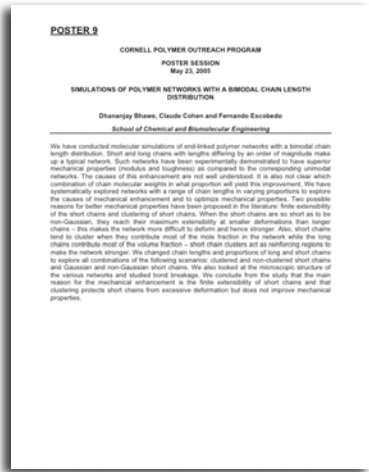 POSTER 9
CORNELL POLYMER OUTREACH PROGRAM
POSTER SESSION
May 23, 2005
SIMULATIONS OF POLYMER NETWORKS WITH A BIMODAL CHAIN LENGTH
DISTRIBUTION
Dhananjay Bhawe, Claude Cohen and Fernando Escobedo
School of Chemical and Biomolecular Engineering
We have conducted molecular simulations of end-linked polymer networks with a bimodal chain
length distribution. Short and long chains with lengths differing by an order of magnitude make
up a typical network. Such networks have been experimentally demonstrated to have superior
mechanical properties (modulus and toughness) as compared to the corresponding unimodal
networks. The causes of this enhancement are not well understood. It is also not clear which
combination of chain molecular weights in what proportion will yield this improvement. We have
systematically explored networks with a range of chain lengths in varying proportions to explore
the causes of mechanical enhancement and to optimize mechanical properties. Two possible
reasons for better mechanical properties have been proposed in the literature: finite extensibility
of the short chains and clustering of short chains. When the short chains are so short as to be
non-Gaussian, they reach their maximum extensibility at smaller deformations than longer
chains – this makes the network more difficult to deform and hence stronger. Also, short chains
tend to cluster when they contribute most of the mole fraction in the network while the long
chains contribute most of the volume fraction – short chain clusters act as reinforcing regions to
make the network stronger. We changed chain lengths and proportions of long and short chains
to explore all combinations of the following scenarios: clustered and non-clustered short chains
and Gaussian and non-Gaussian short chains. We also looked at the microscopic structure of
the various networks and studied bond breakage. We conclude from the study that the main
reason for the mechanical enhancement is the finite extensibility of short chains and that
clustering protects short chains from excessive deformation but does not improve mechanical
properties.